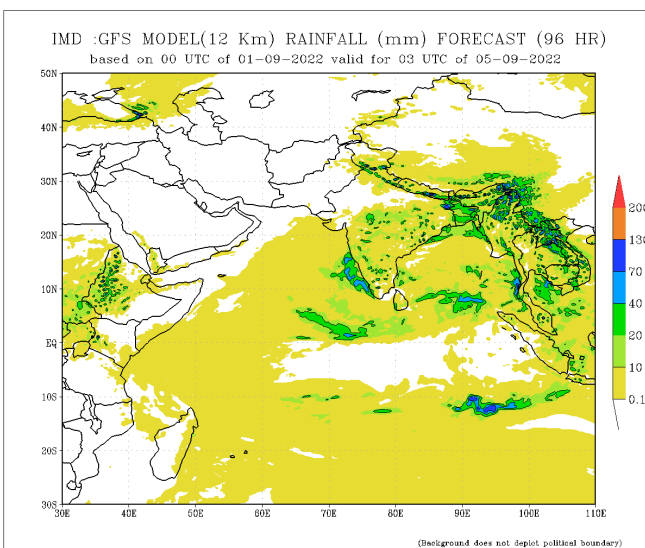 IMD :GFS MODEL(12 Km) RAINFALL (mm) FORECAST (96 HR)
based on 00 UTC of 01-09-2022 valid for 03 UTC of 05-09-2022
50N
40N
30N
20N
10N
EQ
10S
20S
30S
30E 40E 50E 60E 70E 80E 90E 100E 110E
200
130
70
40
20
10
0.1
(Background does not depict political boundary)